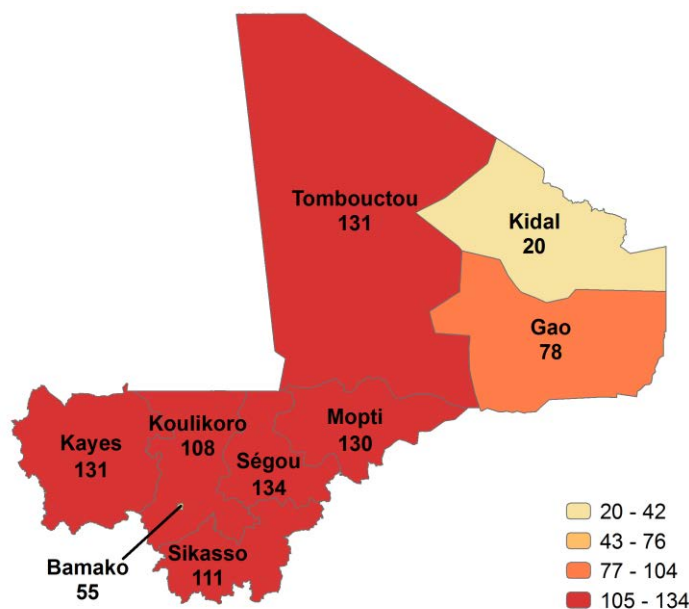 Tombouctou
131
Kidal
20
Gao
78
Kayes
131
Koulikoro
108
Ségou
134
Mopti
130
Bamako
55
Sikasso
111
20 - 42
43 - 76
77 - 104
105 - 134